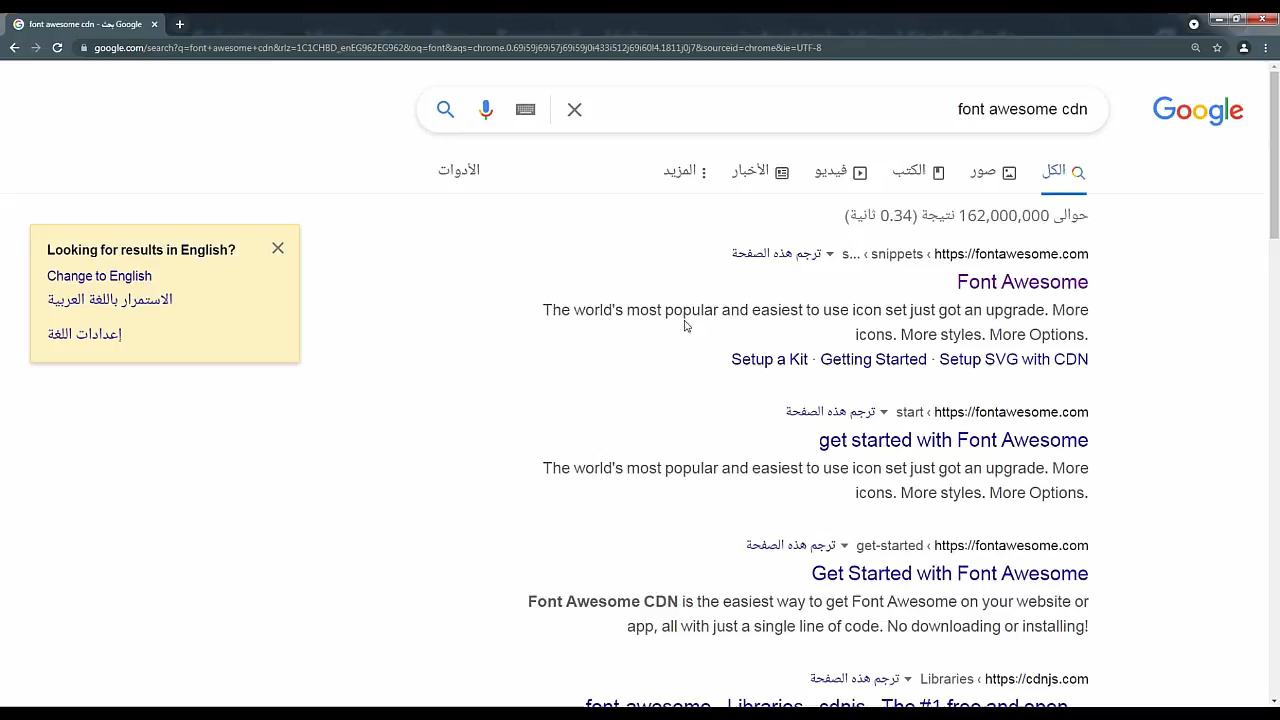 font awesome cdn - بحث Google
google.com/search?q=font+awesome+cdn&rlz=1C1CHBD_enEG962EG962&oq=font&aqs=chrome.0.69i59j69i57j69i59j0i433i512j69i60l4.1811j0j7&sourceid=chrome&ie=UTF-8
font awesome cdn
Google
الكل
صور
الكتب
فيديو
الأخبار
المزيد
الأدوات
حوالى 162,000,000 نتيجة (0.34 ثانية)
Looking for results in English?
Change to English
الاستمرار باللغة العربية
إعدادات اللغة
https://fontawesome.com › snippets › s... ترجم هذه الصفحة
Font Awesome
The world's most popular and easiest to use icon set just got an upgrade. More
icons. More styles. More Options.
Setup a Kit · Getting Started · Setup SVG with CDN
https://fontawesome.com › start ترجم هذه الصفحة
get started with Font Awesome
The world's most popular and easiest to use icon set just got an upgrade. More
icons. More styles. More Options.
https://fontawesome.com › get-started ترجم هذه الصفحة
Get Started with Font Awesome
Font Awesome CDN is the easiest way to get Font Awesome on your website or
app, all with just a single line of code. No downloading or installing!
https://cdnjs.com › Libraries ترجم هذه الصفحة
font-awesome - Libraries - cdnjs - The #1 free and open